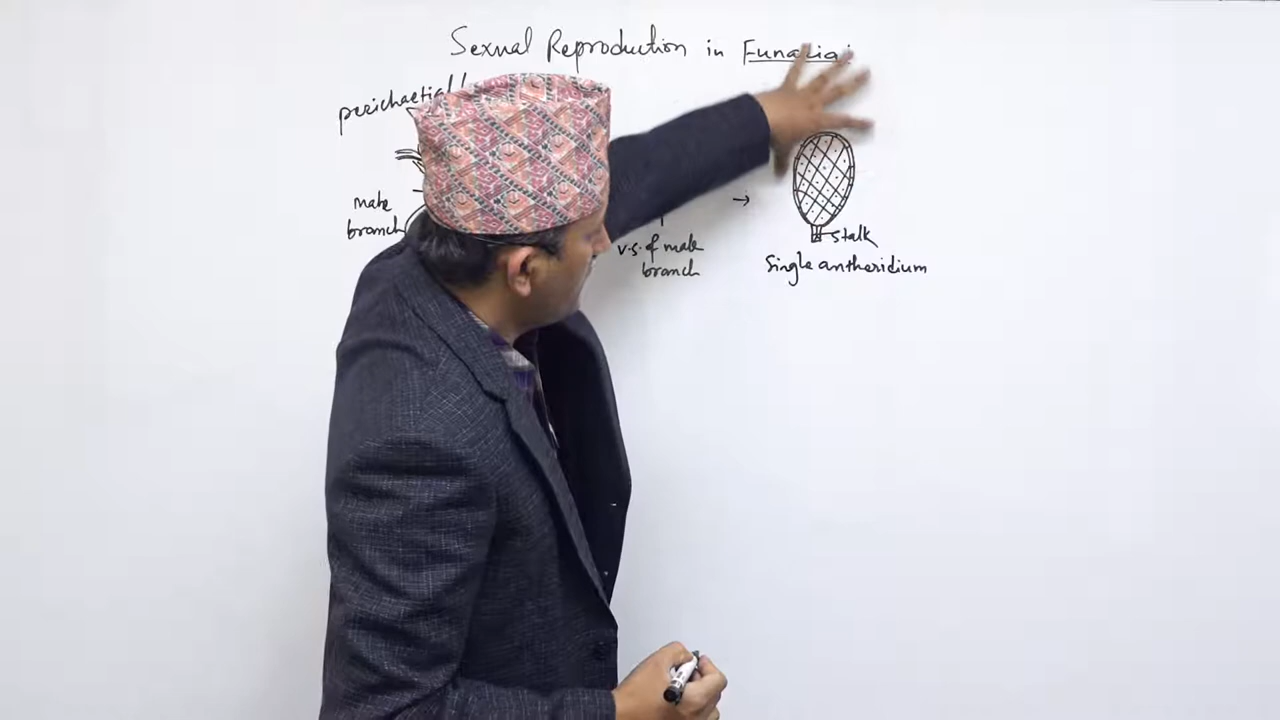 Sexual Reproduction in Funaria:
perichaetial
male
branch
v.s. of male
branch
stalk
Single antheridium